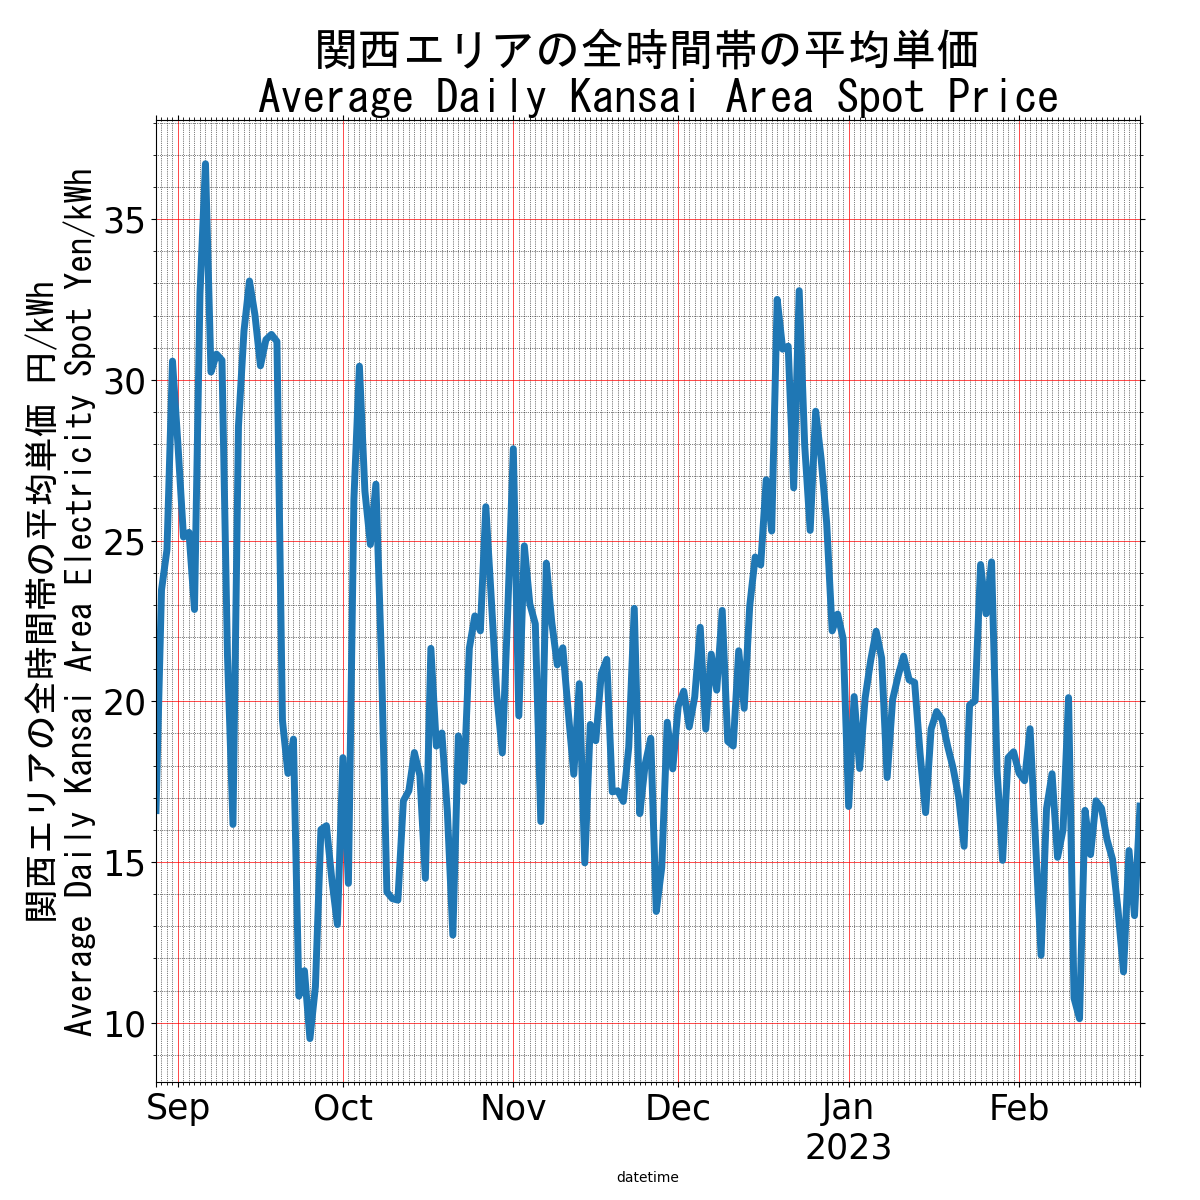 関西エリアの全時間帯の平均単価
Average Daily Kansai Area Spot Price
関西エリアの全時間帯の平均単価 円/kWh
Average Daily Kansai Area Electricity Spot Yen/kWh
35
30
25
20
15
10
Sep
Oct
Nov
Dec
Jan
2023
Feb
datetime